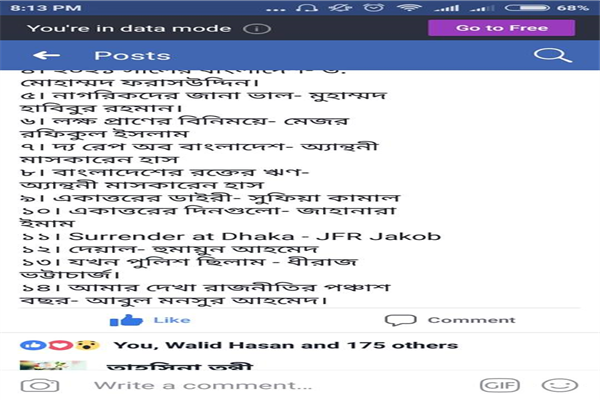 8:13 PM
68%
You're in data mode
Go to Free
Posts
মোহাম্মদ ফরাসউদ্দিন।
৫। নাগরিকদের জানা ভাল- মুহাম্মদ
হাবিবুর রহমান।
৬। লক্ষ প্রাণের বিনিময়ে- মেজর
রফিকুল ইসলাম
৭। দ্য রেপ অব বাংলাদেশ- অ্যান্থনী
মাসকারেন হাস
৮। বাংলাদেশের রক্তের ঋণ-
অ্যান্থনী মাসকারেন হাস
৯। একাত্তরের ডাইরী- সুফিয়া কামাল
১০। একাত্তরের দিনগুলো- জাহানারা
ইমাম
১১। Surrender at Dhaka - JFR Jakob
১২। দেয়াল- হুমায়ুন আহমেদ
১৩। যখন পুলিশ ছিলাম - ধীরাজ
ভট্টাচার্জ।
১৪। আমার দেখা রাজনীতির পঞ্চাশ
বছর- আবুল মনসুর আহমেদ।
Like
Comment
You, Walid Hasan and 175 others
তাহসিনা তন্বী
Write a comment...
GIF